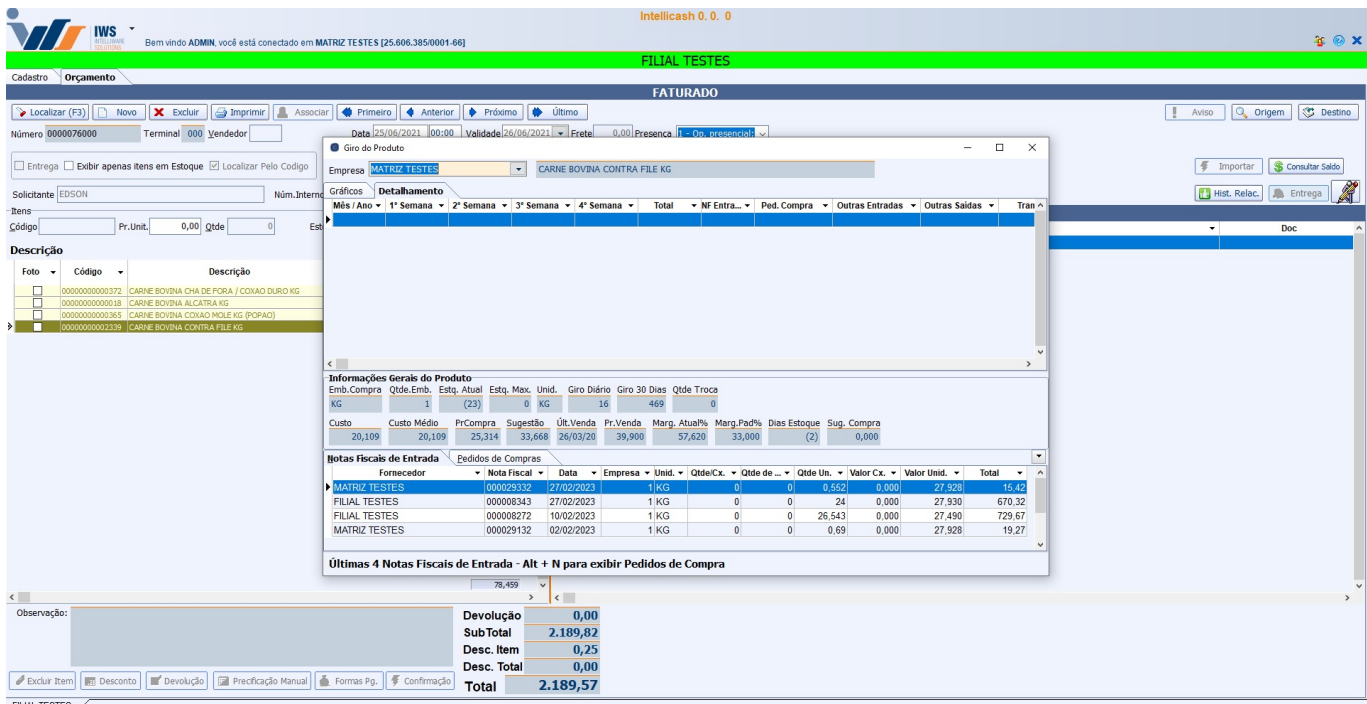 Intellicash 0. 0. 0
IWS
INTELLIWARE
SOLUTIONS
Bem vindo ADMIN, você está conectado em MATRIZ TESTES [25.606.385/0001-66]
FILIAL TESTES
Cadastro Orçamento
FATURADO
Localizar (F3) Novo Excluir Imprimir Associar Primeiro Anterior Próximo Último Aviso Origem Destino
Número 0000076000 Terminal 000 Vendedor Data 25/06/2021 00:00 Validade 26/06/2021 Frete 0,00 Presença 1 - Op. presencial;
Entrega Exibir apenas itens em Estoque Localizar Pelo Codigo Importar Consultar Saldo
Solicitante EDSON Núm.Interno Hist. Relac. Entrega
Itens
Código Pr.Unit. 0,00 Qtde 0 Est
Descrição
Foto Código Descrição Doc
00000000000372 CARNE BOVINA CHA DE FORA / COXAO DURO KG
00000000000018 CARNE BOVINA ALCATRA KG
00000000000365 CARNE BOVINA COXAO MOLE KG (POPAO)
00000000002339 CARNE BOVINA CONTRA FILE KG
Giro do Produto
Empresa MATRIZ TESTES CARNE BOVINA CONTRA FILE KG
Gráficos Detalhamento
Mês / Ano 1ª Semana 2ª Semana 3ª Semana 4ª Semana Total NF Entra... Ped. Compra Outras Entradas Outras Saídas Tran
Informações Gerais do Produto
Emb.Compra Qtde.Emb. Estq. Atual Estq. Max. Unid. Giro Diário Giro 30 Dias Qtde Troca
KG 1 (23) 0 KG 16 469 0
Custo Custo Médio PrCompra Sugestão Últ.Venda Pr.Venda Marg. Atual% Marg.Pad% Dias Estoque Sug. Compra
20,109 20,109 25,314 33,668 26/03/20 39,900 57,620 33,000 (2) 0,000
Notas Fiscais de Entrada Pedidos de Compras
Fornecedor Nota Fiscal Data Empresa Unid. Qtde/Cx. Qtde de ... Qtde Un. Valor Cx. Valor Unid. Total
MATRIZ TESTES 000029332 27/02/2023 1 KG 0 0 0,552 0,000 27,928 15,42
FILIAL TESTES 000008343 27/02/2023 1 KG 0 0 24 0,000 27,930 670,32
FILIAL TESTES 000008272 10/02/2023 1 KG 0 0 26,543 0,000 27,490 729,67
MATRIZ TESTES 000029132 02/02/2023 1 KG 0 0 0,69 0,000 27,928 19,27
Últimas 4 Notas Fiscais de Entrada - Alt + N para exibir Pedidos de Compra
78,459
Observação:
Devolução 0,00
SubTotal 2.189,82
Desc. Item 0,25
Desc. Total 0,00
Total 2.189,57
Excluir Item Desconto Devolução Precificação Manual Formas Pg. Confirmação
FILIAL TESTES